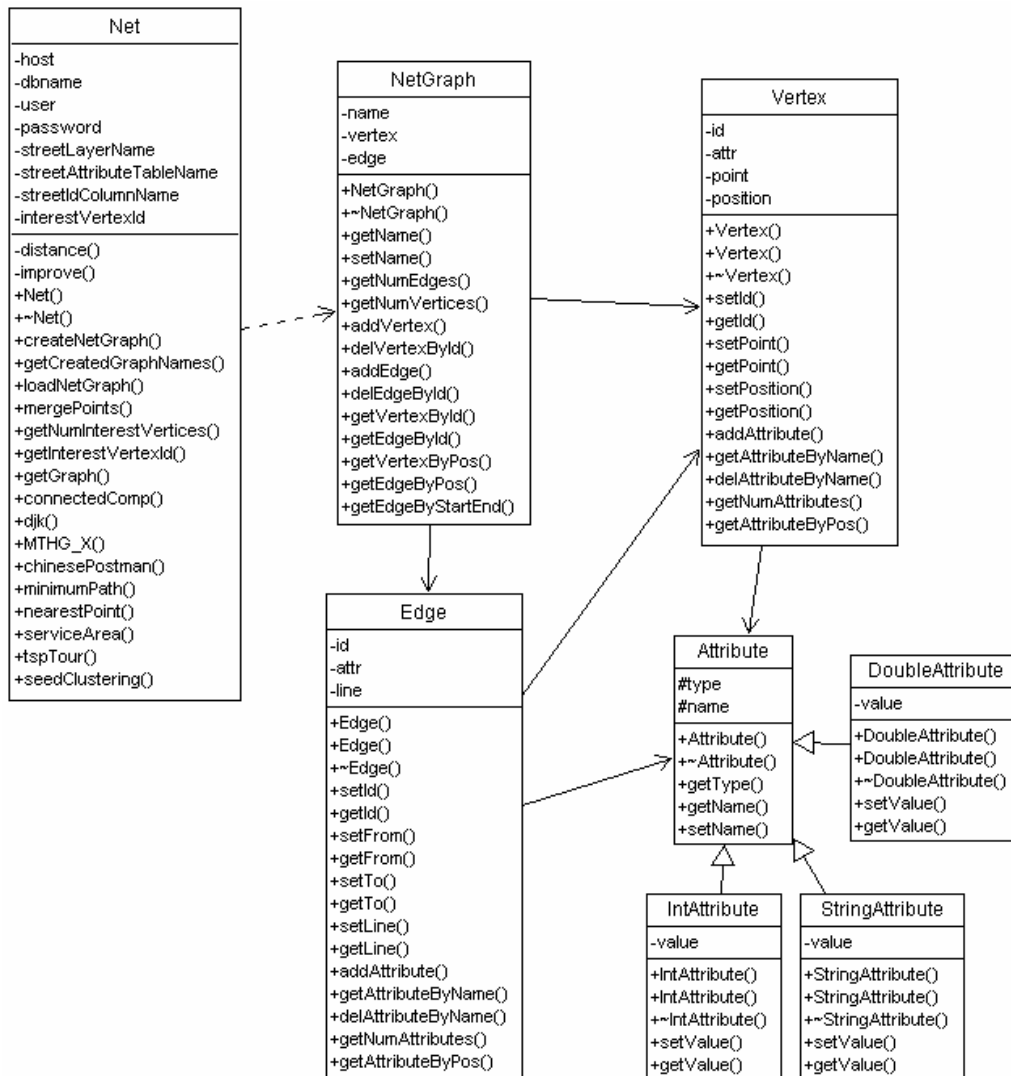 Net
-host
-dbname
-user
-password
-streetLayerName
-streetAttributeTableName
-streetIdColumnName
-interestVertexId
-distance()
-improve()
+Net()
+~Net()
+createNetGraph()
+getCreatedGraphNames()
+loadNetGraph()
+mergePoints()
+getNumInterestVertices()
+getInterestVertexId()
+getGraph()
+connectedComp()
+djk()
+MTHG_X()
+chinesePostman()
+minimumPath()
+nearestPoint()
+serviceArea()
+tspTour()
+seedClustering()
NetGraph
-name
-vertex
-edge
+NetGraph()
+~NetGraph()
+getName()
+setName()
+getNumEdges()
+getNumVertices()
+addVertex()
+delVertexById()
+addEdge()
+delEdgeById()
+getVertexById()
+getEdgeById()
+getVertexByPos()
+getEdgeByPos()
+getEdgeByStartEnd()
Vertex
-id
-attr
-point
-position
+Vertex()
+Vertex()
+~Vertex()
+setId()
+getId()
+setPoint()
+getPoint()
+setPosition()
+getPosition()
+addAttribute()
+getAttributeByName()
+delAttributeByName()
+getNumAttributes()
+getAttributeByPos()
Edge
-id
-attr
-line
+Edge()
+Edge()
+~Edge()
+setId()
+getId()
+setFrom()
+getFrom()
+setTo()
+getTo()
+setLine()
+getLine()
+addAttribute()
+getAttributeByName()
+delAttributeByName()
+getNumAttributes()
+getAttributeByPos()
Attribute
#type
#name
+Attribute()
+~Attribute()
+getType()
+getName()
+setName()
DoubleAttribute
-value
+DoubleAttribute()
+DoubleAttribute()
+~DoubleAttribute()
+setValue()
+getValue()
IntAttribute
-value
+IntAttribute()
+IntAttribute()
+~IntAttribute()
+setValue()
+getValue()
StringAttribute
-value
+StringAttribute()
+StringAttribute()
+~StringAttribute()
+setValue()
+getValue()